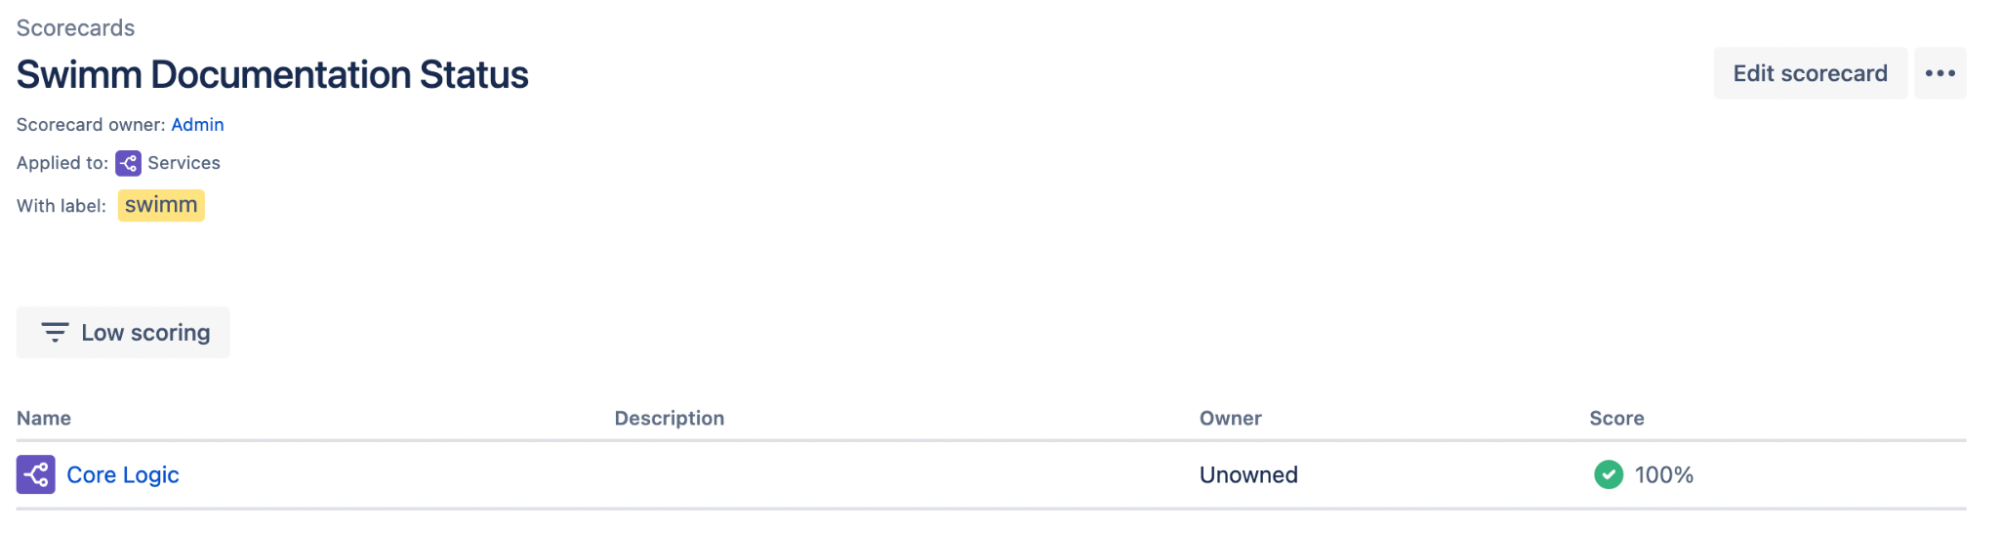 Scorecards
Swimm Documentation Status
Edit scorecard
Scorecard owner: Admin
Applied to: Services
With label: swimm
Low scoring
Name Description Owner Score
Core Logic Unowned 100%